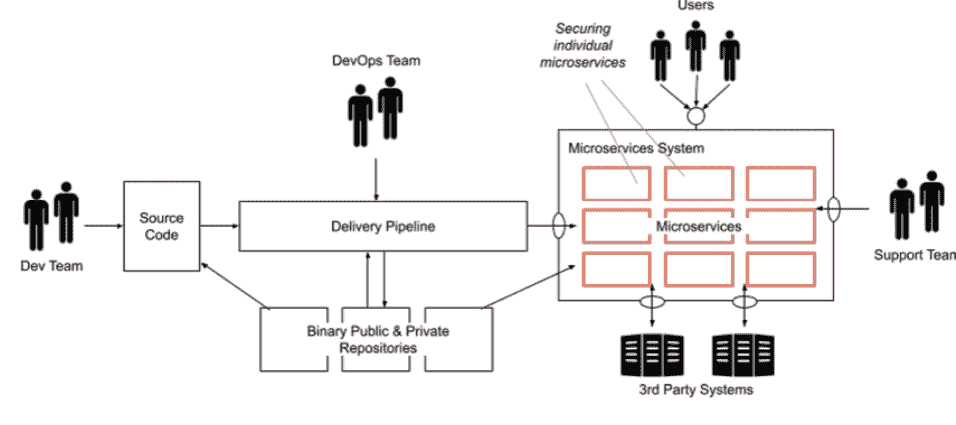 Users
Securing
individual
microservices
DevOps Team
Microservices System
Source
Code
Delivery Pipeline
Microservices
Dev Team
Support Team
Binary Public & Private
Repositories
3rd Party Systems